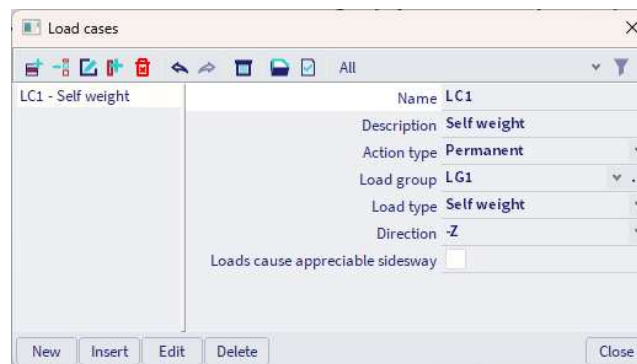 Load cases
All
LC1 - Self weight
Name LC1
Description Self weight
Action type Permanent
Load group LG1
Load type Self weight
Direction -Z
Loads cause appreciable sidesway
New Insert Edit Delete Close